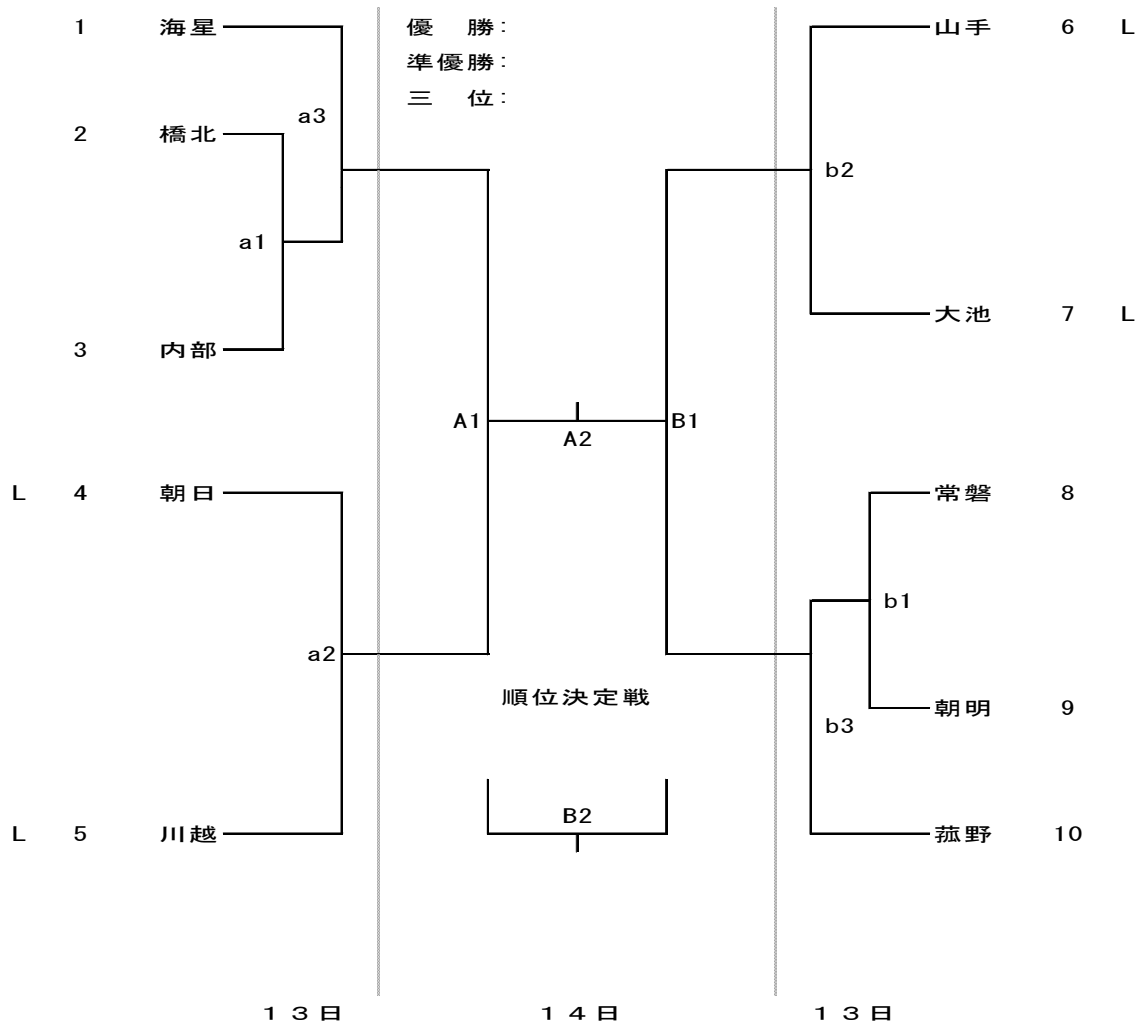 1 海星 優 勝: 山手 6 L
準優勝:
三 位:
a3
2 橋北
b2
a1
大池 7 L
3 内部
A1 A2 B1
L 4 朝日 常磐 8
b1
a2
順位決定戦
朝明 9
b3
B2
L 5 川越 菰野 10
13日 14日 13日